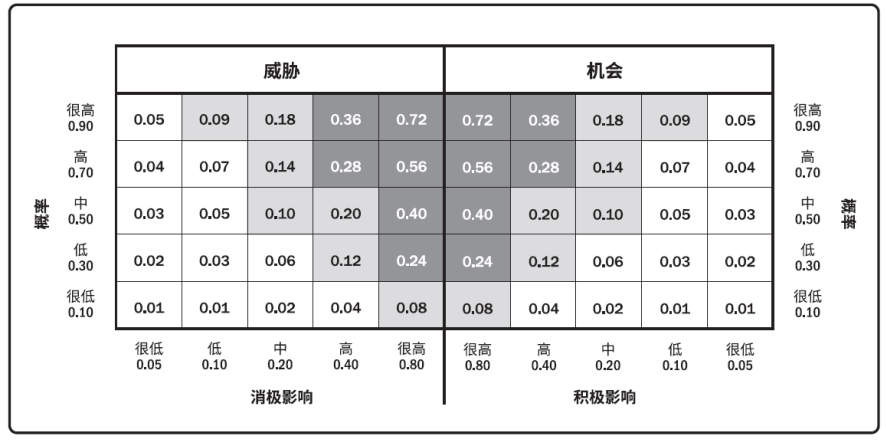 威胁 机会
很高 0.05 0.09 0.18 0.36 0.72 0.72 0.36 0.18 0.09 0.05 很高
0.90 0.90
高 0.04 0.07 0.14 0.28 0.56 0.56 0.28 0.14 0.07 0.04 高
0.70 0.70
概率 中 0.03 0.05 0.10 0.20 0.40 0.40 0.20 0.10 0.05 0.03 中 概率
0.50 0.50
低 0.02 0.03 0.06 0.12 0.24 0.24 0.12 0.06 0.03 0.02 低
0.30 0.30
很低 0.01 0.01 0.02 0.04 0.08 0.08 0.04 0.02 0.01 0.01 很低
0.10 0.10
很低 低 中 高 很高 很高 高 中 低 很低
0.05 0.10 0.20 0.40 0.80 0.80 0.40 0.20 0.10 0.05
消极影响 积极影响